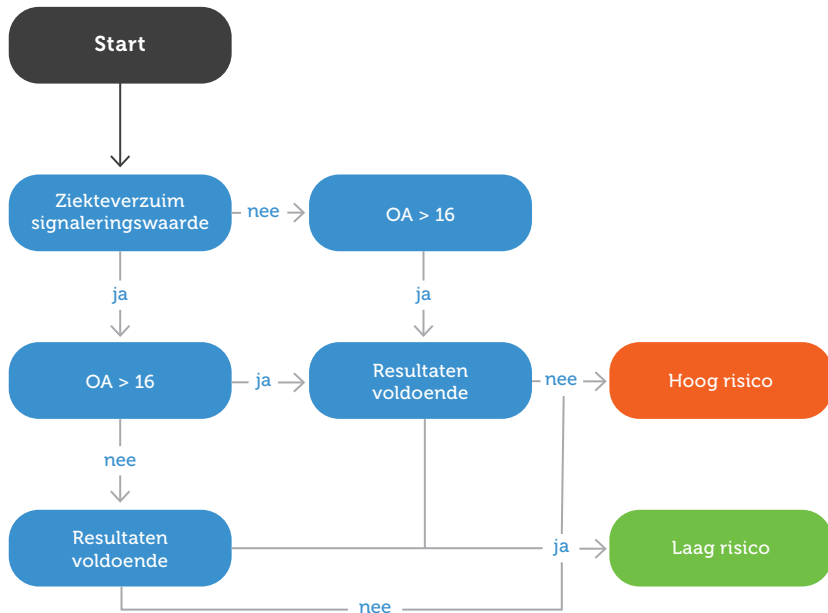 Start
Ziekteverzuim
signaleringswaarde
nee
OA > 16
ja
ja
OA > 16
ja
Resultaten
voldoende
nee
Hoog risico
nee
Resultaten
voldoende
ja
Laag risico
nee